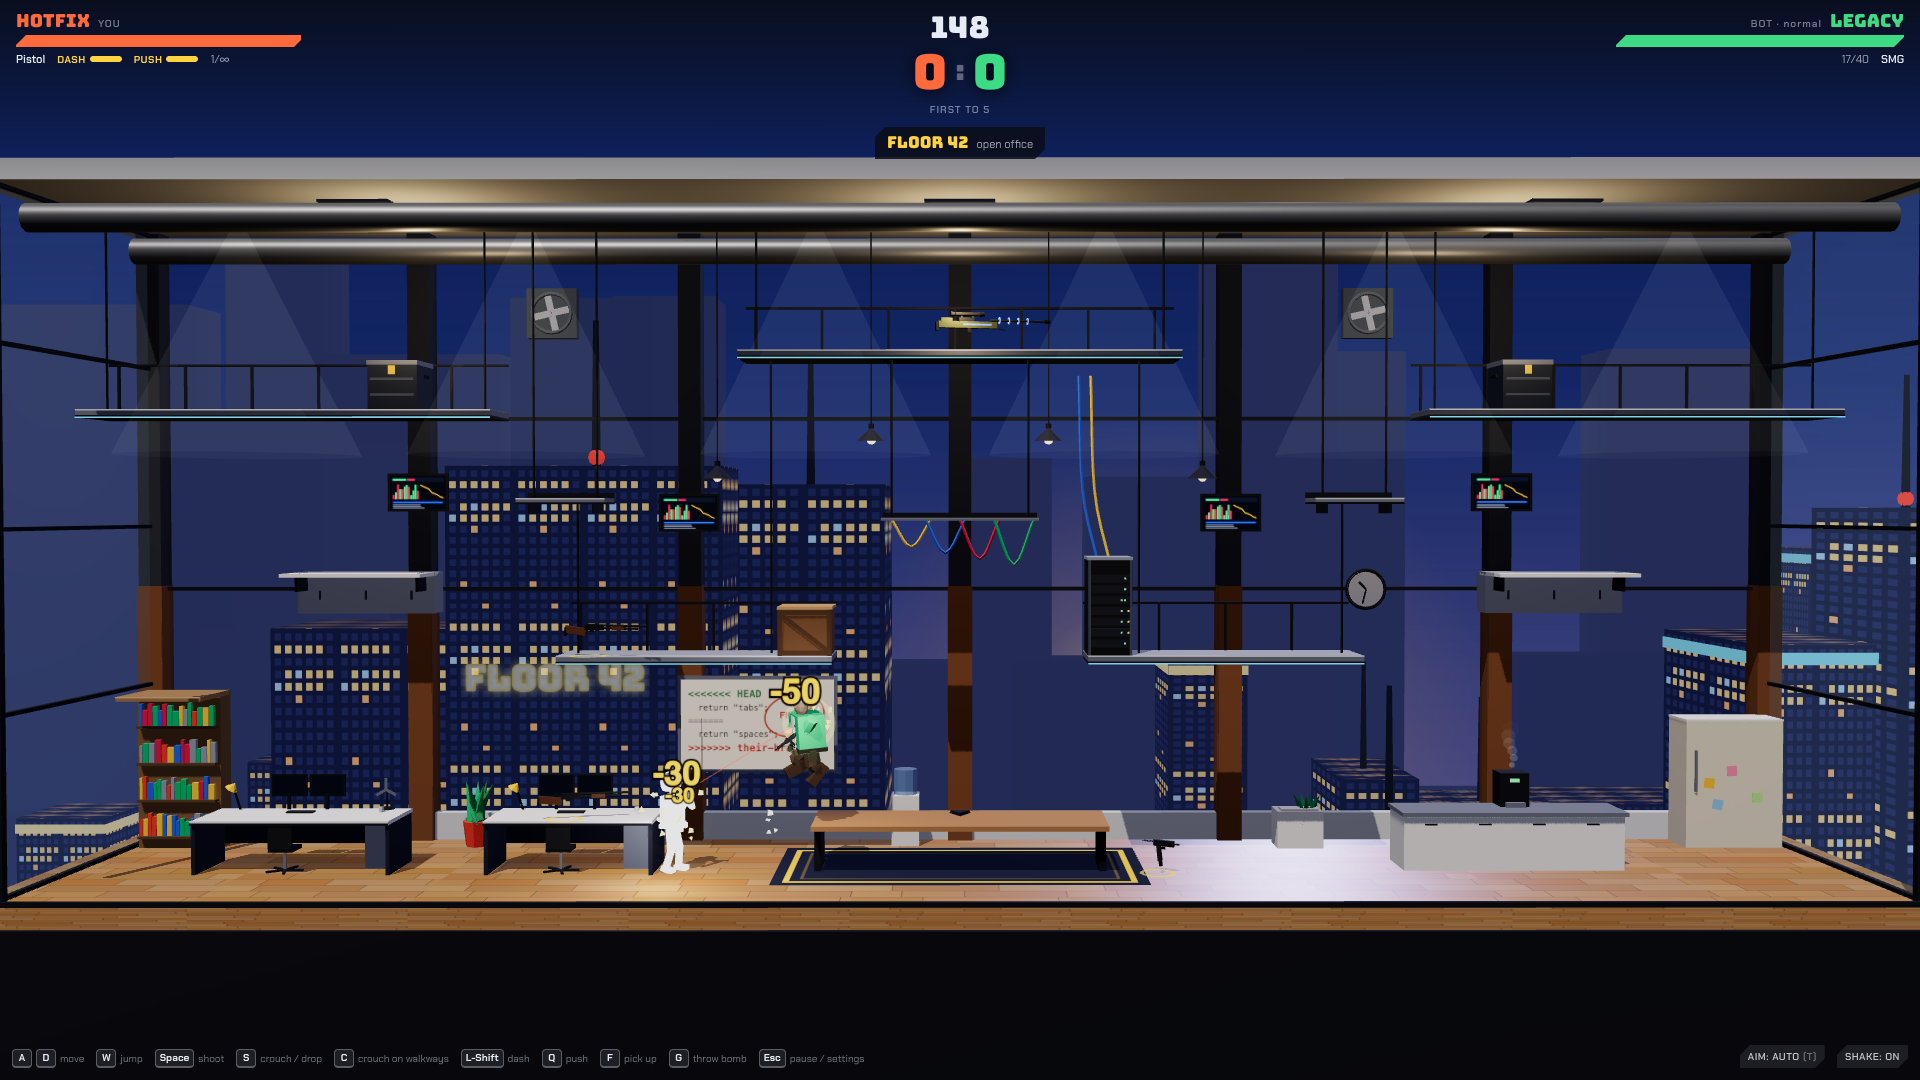 HOTFIX YOU
Pistol DASH PUSH 1/∞
148
0 : 0
FIRST TO 5
FLOOR 42 open office
BOT · normal LEGACY
17/40 SMG
FLOOR 42
<<<<<<< HEAD
return "tabs";
=======
return "spaces";
>>>>>>> their-
-50
-30
-30
A D move W jump Space shoot S crouch / drop C crouch on walkways L-Shift dash Q push F pick up G throw bomb Esc pause / settings
AIM: AUTO (T) SHAKE: ON